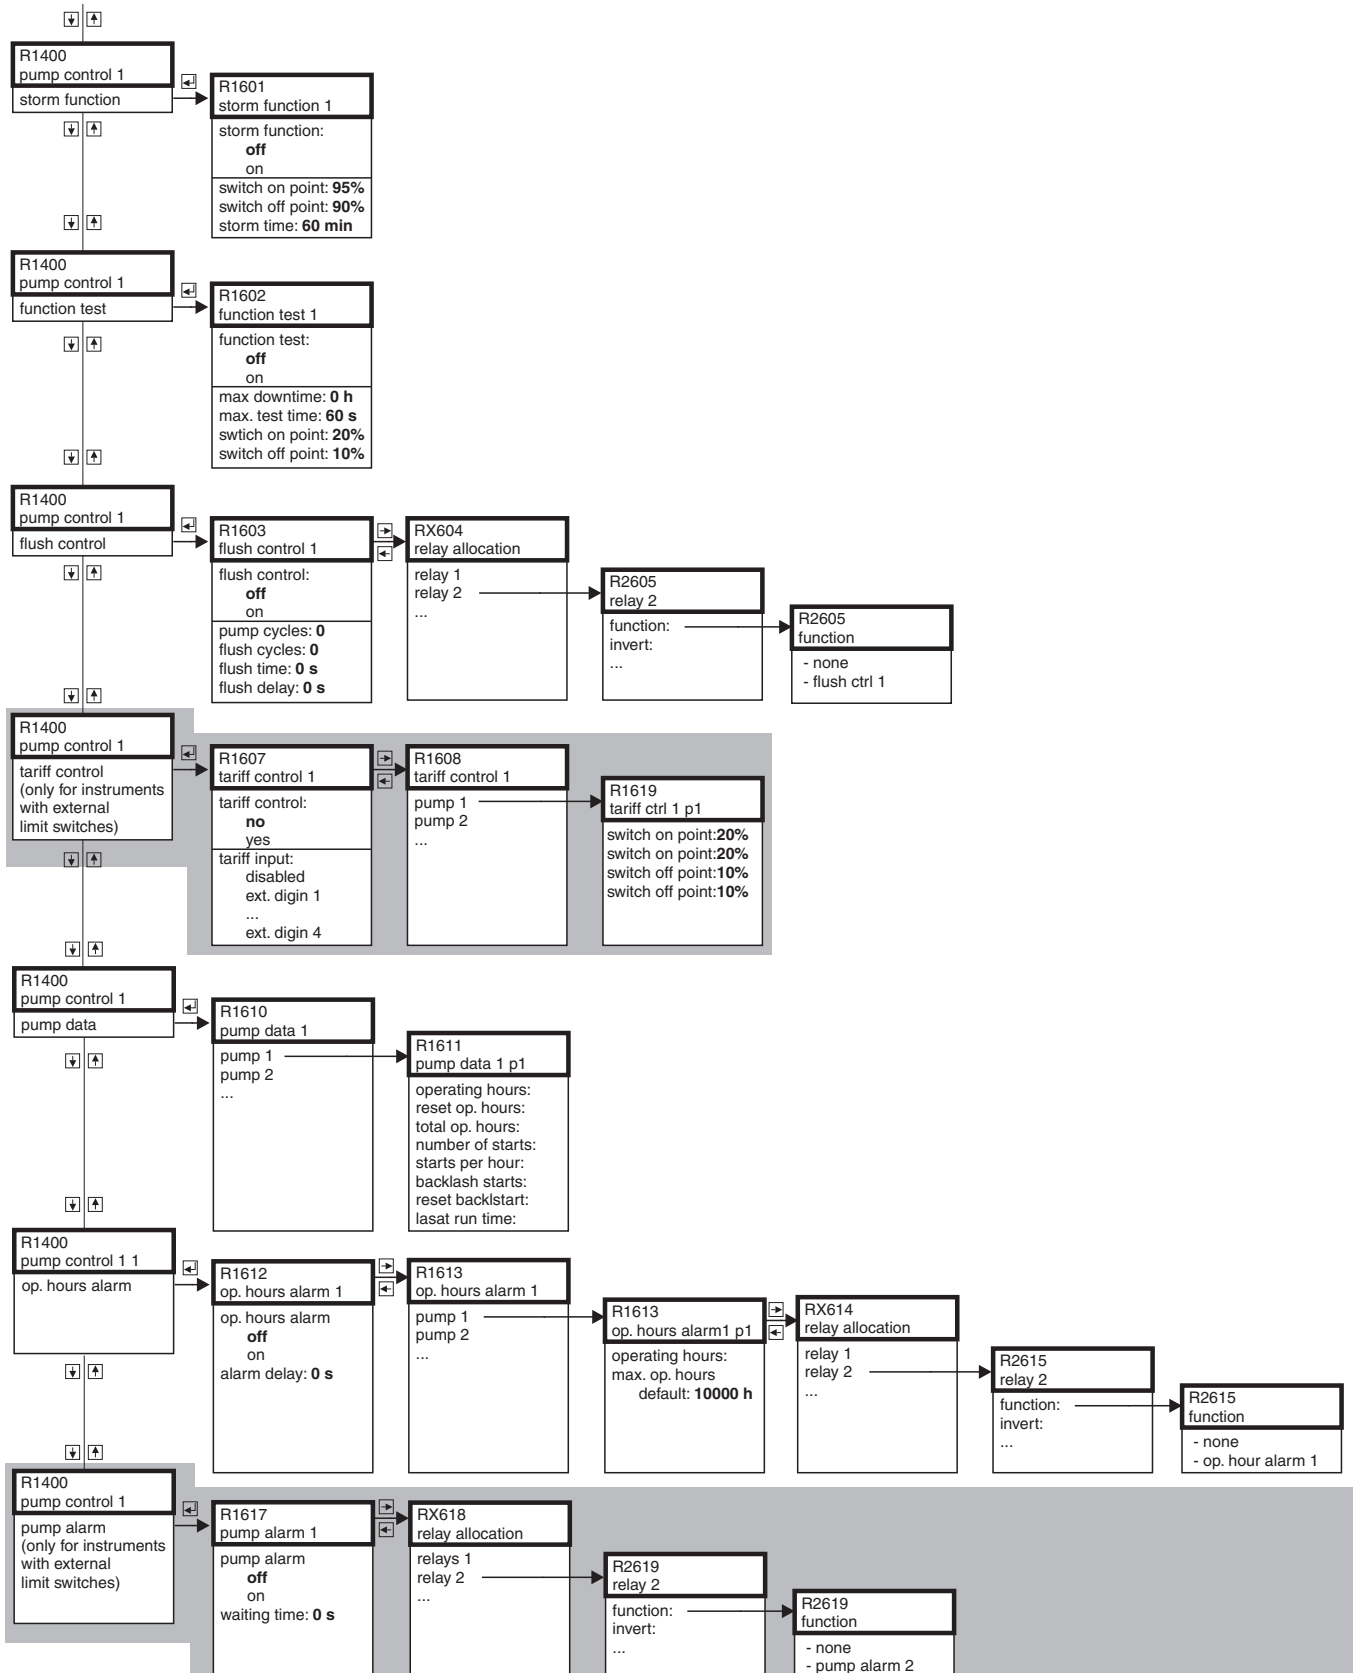 R1400
pump control 1
storm function
R1601
storm function 1
storm function:
off
on
switch on point: 95%
switch off point: 90%
storm time: 60 min
R1400
pump control 1
function test
R1602
function test 1
function test:
off
on
max downtime: 0 h
max. test time: 60 s
swtich on point: 20%
switch off point: 10%
R1400
pump control 1
flush control
R1603
flush control 1
flush control:
off
on
pump cycles: 0
flush cycles: 0
flush time: 0 s
flush delay: 0 s
RX604
relay allocation
relay 1
relay 2
...
R2605
relay 2
function:
invert:
...
R2605
function
- none
- flush ctrl 1
R1400
pump control 1
tariff control
(only for instruments
with external
limit switches)
R1607
tariff control 1
tariff control:
no
yes
tariff input:
disabled
ext. digin 1
...
ext. digin 4
R1608
tariff control 1
pump 1
pump 2
...
R1619
tariff ctrl 1 p1
switch on point:20%
switch on point:20%
switch off point:10%
switch off point:10%
R1400
pump control 1
pump data
R1610
pump data 1
pump 1
pump 2
...
R1611
pump data 1 p1
operating hours:
reset op. hours:
total op. hours:
number of starts:
starts per hour:
backlash starts:
reset backlstart:
lasat run time:
R1400
pump control 1 1
op. hours alarm
R1612
op. hours alarm 1
op. hours alarm
off
on
alarm delay: 0 s
R1613
op. hours alarm 1
pump 1
pump 2
...
R1613
op. hours alarm1 p1
operating hours:
max. op. hours
default: 10000 h
RX614
relay allocation
relay 1
relay 2
...
R2615
relay 2
function:
invert:
...
R2615
function
- none
- op. hour alarm 1
R1400
pump control 1
pump alarm
(only for instruments
with external
limit switches)
R1617
pump alarm 1
pump alarm
off
on
waiting time: 0 s
RX618
relay allocation
relays 1
relay 2
...
R2619
relay 2
function:
invert:
...
R2619
function
- none
- pump alarm 2